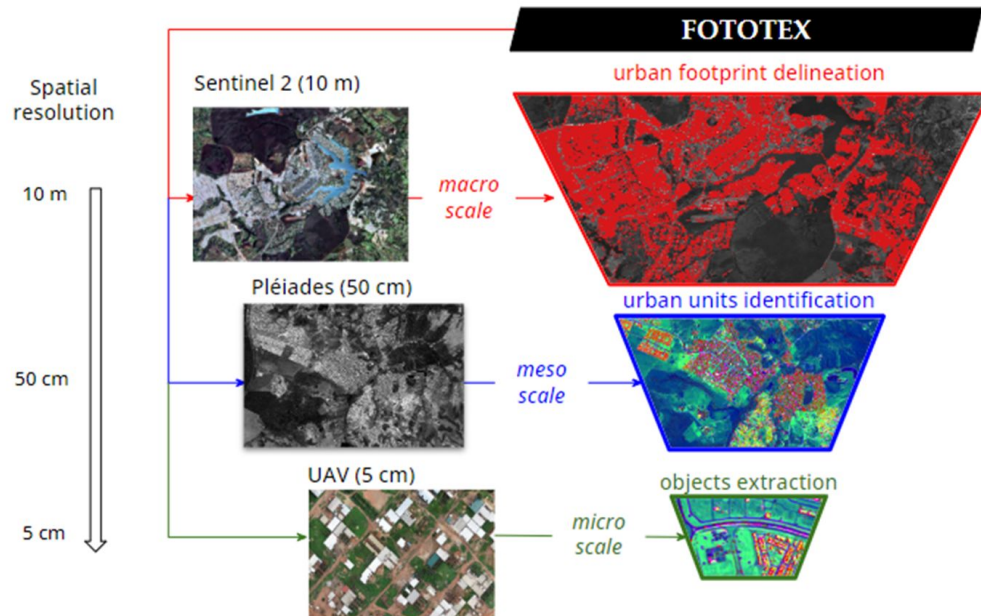 FOTOTEX
urban footprint delineation
Spatial
resolution
Sentinel 2 (10 m)
10 m
macro
scale
Pléiades (50 cm)
urban units identification
50 cm
meso
scale
UAV (5 cm)
objects extraction
5 cm
micro
scale